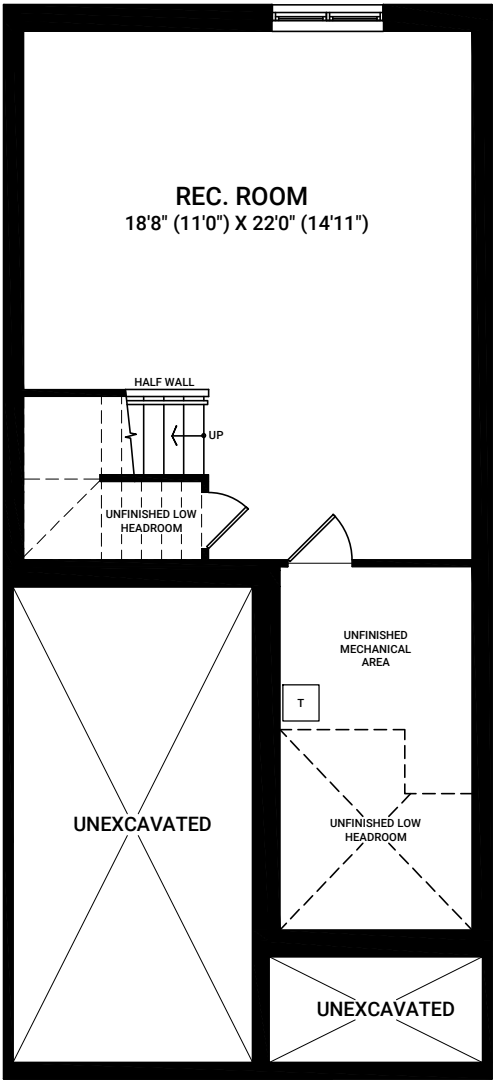 REC. ROOM
18'8" (11'0") X 22'0" (14'11")
HALF WALL
UP
UNFINISHED LOW
HEADROOM
UNFINISHED
MECHANICAL
AREA
T
UNEXCAVATED
UNFINISHED LOW
HEADROOM
UNEXCAVATED